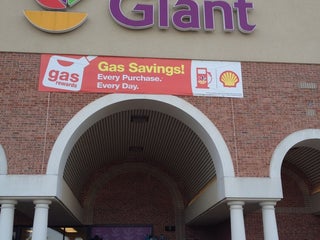 Giant
gas
rewards
Gas Savings!
Every Purchase.
Every Day.